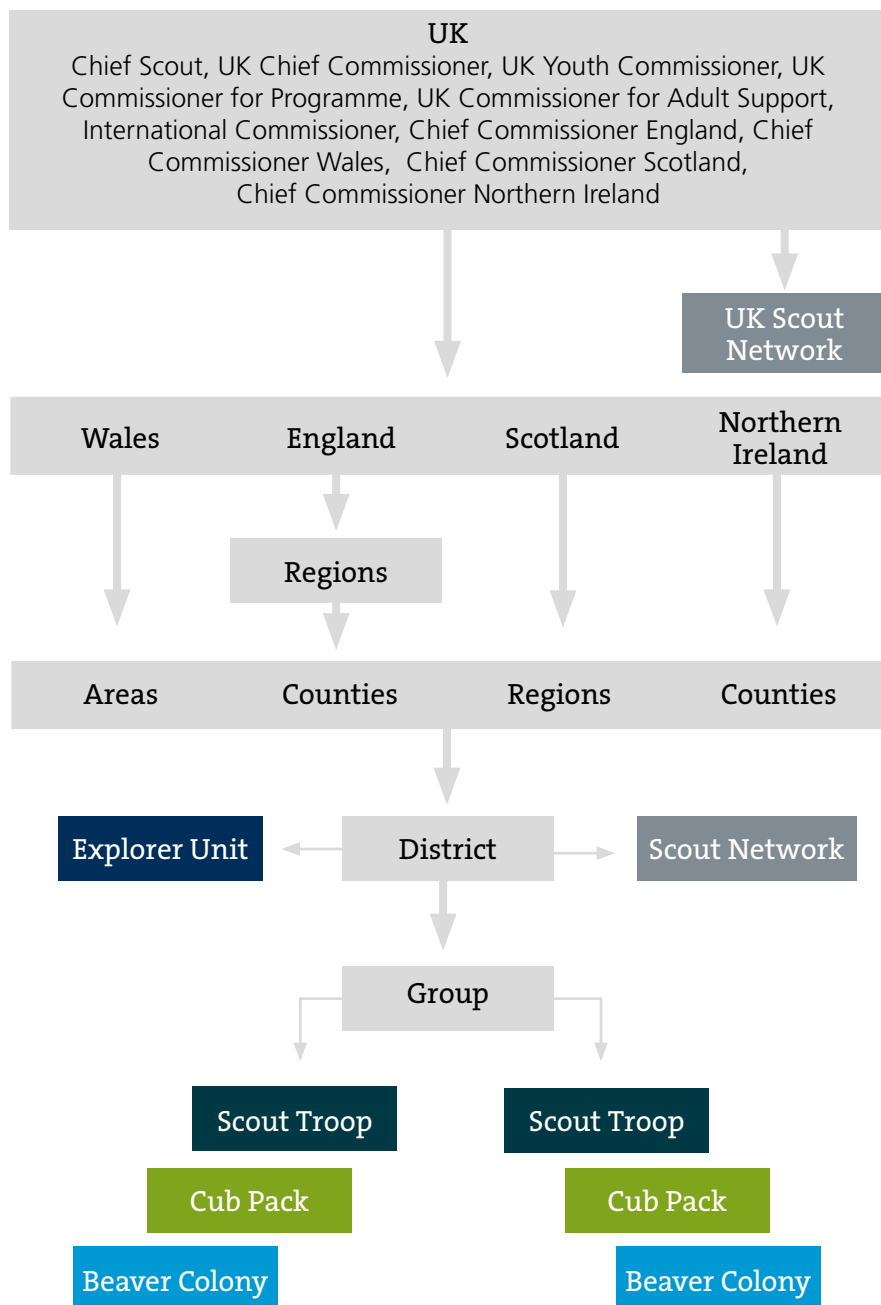 UK
Chief Scout, UK Chief Commissioner, UK Youth Commissioner, UK
Commissioner for Programme, UK Commissioner for Adult Support,
International Commissioner, Chief Commissioner England, Chief
Commissioner Wales,  Chief Commissioner Scotland,
Chief Commissioner Northern Ireland
UK Scout
Network
Wales
England
Scotland
Northern
Ireland
Regions
Areas
Counties
Regions
Counties
Explorer Unit
District
Scout Network
Group
Scout Troop
Scout Troop
Cub Pack
Cub Pack
Beaver Colony
Beaver Colony